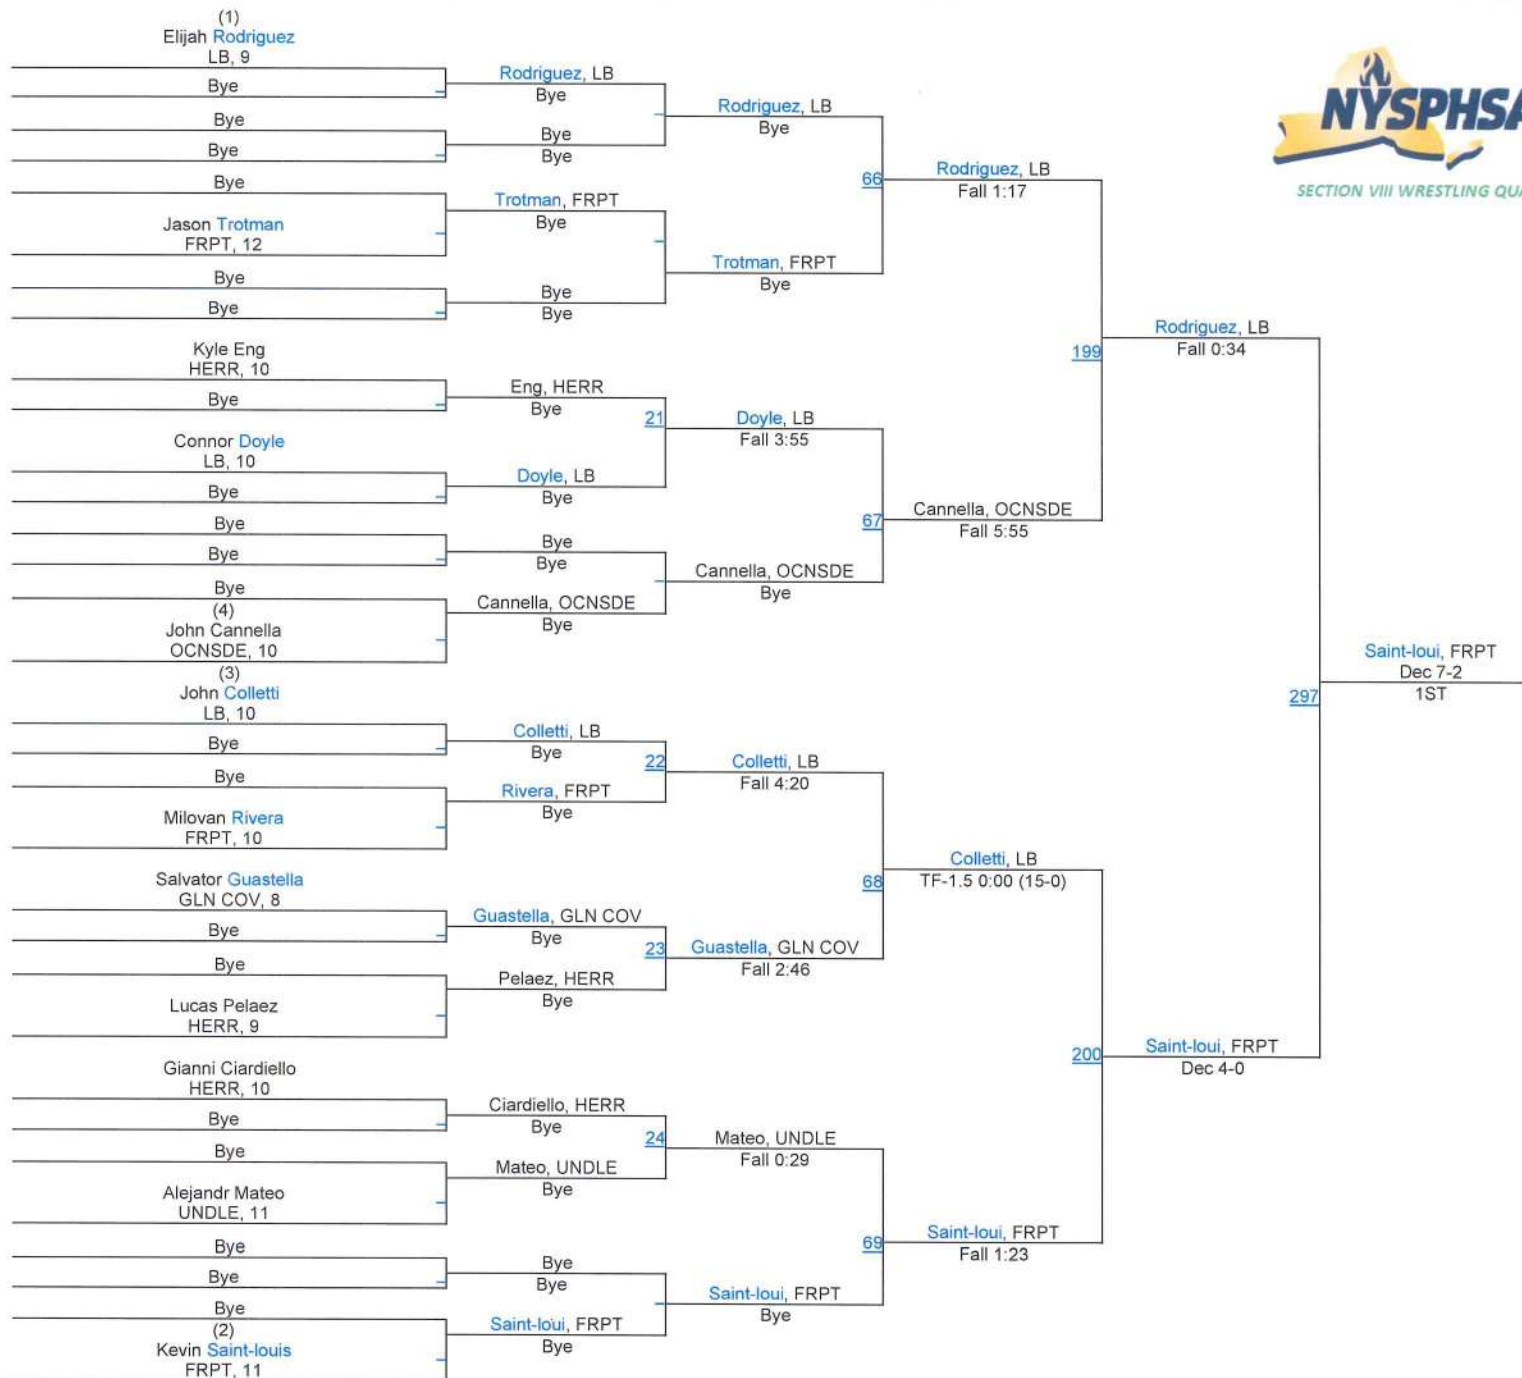 (1)
Elijah Rodriguez
LB, 9
Bye
Bye
Bye
Bye
Jason Trotman
FRPT, 12
Bye
Bye
Kyle Eng
HERR, 10
Bye
Connor Doyle
LB, 10
Bye
Bye
Bye
Bye
(4)
John Cannella
OCNSDE, 10
(3)
John Colletti
LB, 10
Bye
Bye
Milovan Rivera
FRPT, 10
Salvator Guastella
GLN COV, 8
Bye
Bye
Lucas Pelaez
HERR, 9
Gianni Ciardiello
HERR, 10
Bye
Bye
Alejandr Mateo
UNDLE, 11
Bye
Bye
Bye
(2)
Kevin Saint-louis
FRPT, 11
Rodriguez, LB
Bye
Bye
Bye
Trotman, FRPT
Bye
Bye
Bye
Eng, HERR
Bye
Doyle, LB
Bye
Bye
Bye
Cannella, OCNSDE
Bye
Colletti, LB
Bye
Rivera, FRPT
Bye
Guastella, GLN COV
Bye
Pelaez, HERR
Bye
Ciardiello, HERR
Bye
Mateo, UNDLE
Bye
Bye
Bye
Saint-loui, FRPT
Bye
Rodriguez, LB
Bye
Trotman, FRPT
Bye
21
Doyle, LB
Fall 3:55
Cannella, OCNSDE
Bye
22
Colletti, LB
Fall 4:20
23
Guastella, GLN COV
Fall 2:46
24
Mateo, UNDLE
Fall 0:29
Saint-loui, FRPT
Bye
66
Rodriguez, LB
Fall 1:17
67
Cannella, OCNSDE
Fall 5:55
68
Colletti, LB
TF-1.5 0:00 (15-0)
69
Saint-loui, FRPT
Fall 1:23
199
Rodriguez, LB
Fall 0:34
200
Saint-loui, FRPT
Dec 4-0
297
Saint-loui, FRPT
Dec 7-2
1ST
NYSPHSA
SECTION VIII WRESTLING QUA